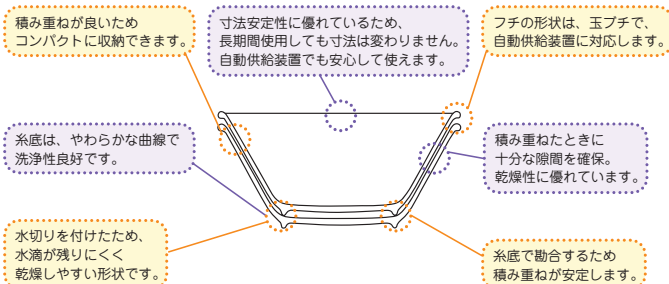 積み重ねが良いため
コンパクトに収納できます。
寸法安定性に優れているため、
長期間使用しても寸法は変わりません。
自動供給装置でも安心して使えます。
フチの形状は、玉ブチで、
自動供給装置に対応します。
糸底は、やわらかな曲線で
洗浄性良好です。
積み重ねたときに
十分な隙間を確保。
乾燥性に優れています。
水切りを付けたため、
水滴が残りにくく
乾燥しやすい形状です。
糸底で勘合するため
積み重ねが安定します。